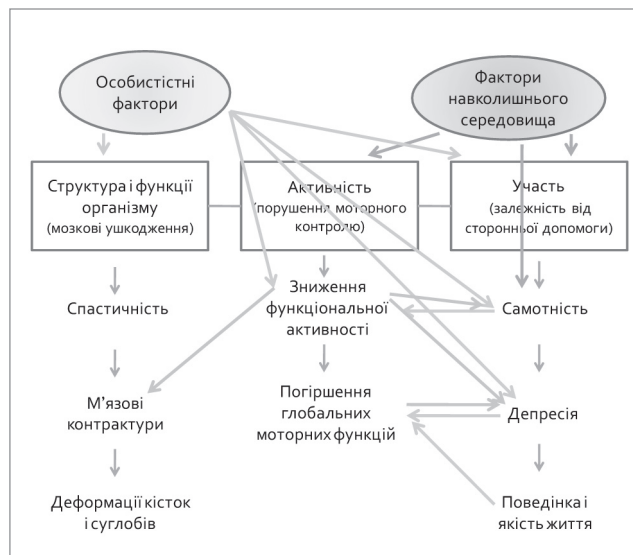 Особистістні
фактори
Фактори
навколишнього
середовища
Структура і функції
організму
(мозкові ушкодження)
Активність
(порушення моторного
контролю)
Участь
(залежність від
сторонньої допомоги)
Спастичність
Зниження
функціональної
активності
Самотність
М’язові
контрактури
Погіршення
глобальних
моторних функцій
Депресія
Деформації кісток
і суглобів
Поведінка і
якість життя